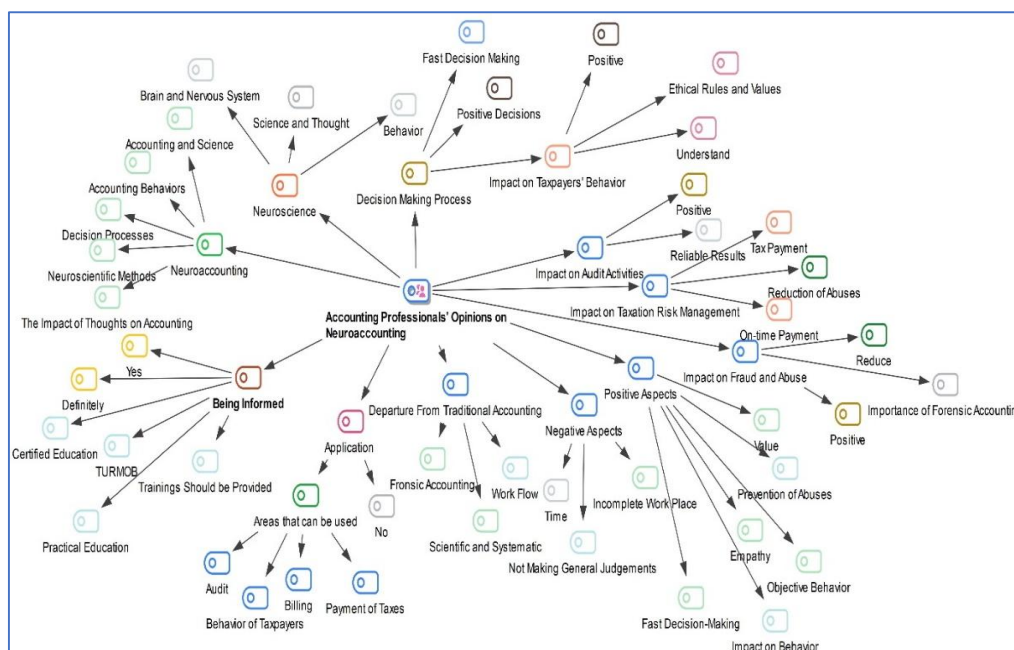 Fast Decision Making
Positive
Ethical Rules and Values
Brain and Nervous System
Science and Thought
Behavior
Positive Decisions
Accounting and Science
Understand
Accounting Behaviors
Neuroscience
Decision Making Process
Impact on Taxpayers' Behavior
Positive
Decision Processes
Neuroscientific Methods
Neuroaccounting
Impact on Audit Activities
Reliable Results
Tax Payment
Reduction of Abuses
Impact on Taxation Risk Management
The Impact of Thoughts on Accounting
Accounting Professionals' Opinions on
Neuroaccounting
On-time Payment
Reduce
Impact on Fraud and Abuse
Yes
Definitely
Being Informed
Departure From Traditional Accounting
Negative Aspects
Positive Aspects
Importance of Forensic Accountin
Positive
Certified Education
TURMOB
Trainings Should be Provided
Application
Fronsic Accounting
Work Flow
Value
Prevention of Abuses
Incomplete Work Place
Time
Practical Education
Areas that can be used
No
Scientific and Systematic
Not Making General Judgements
Empathy
Objective Behavior
Audit
Behavior of Taxpayers
Billing
Payment of Taxes
Fast Decision-Making
Impact on Behavior